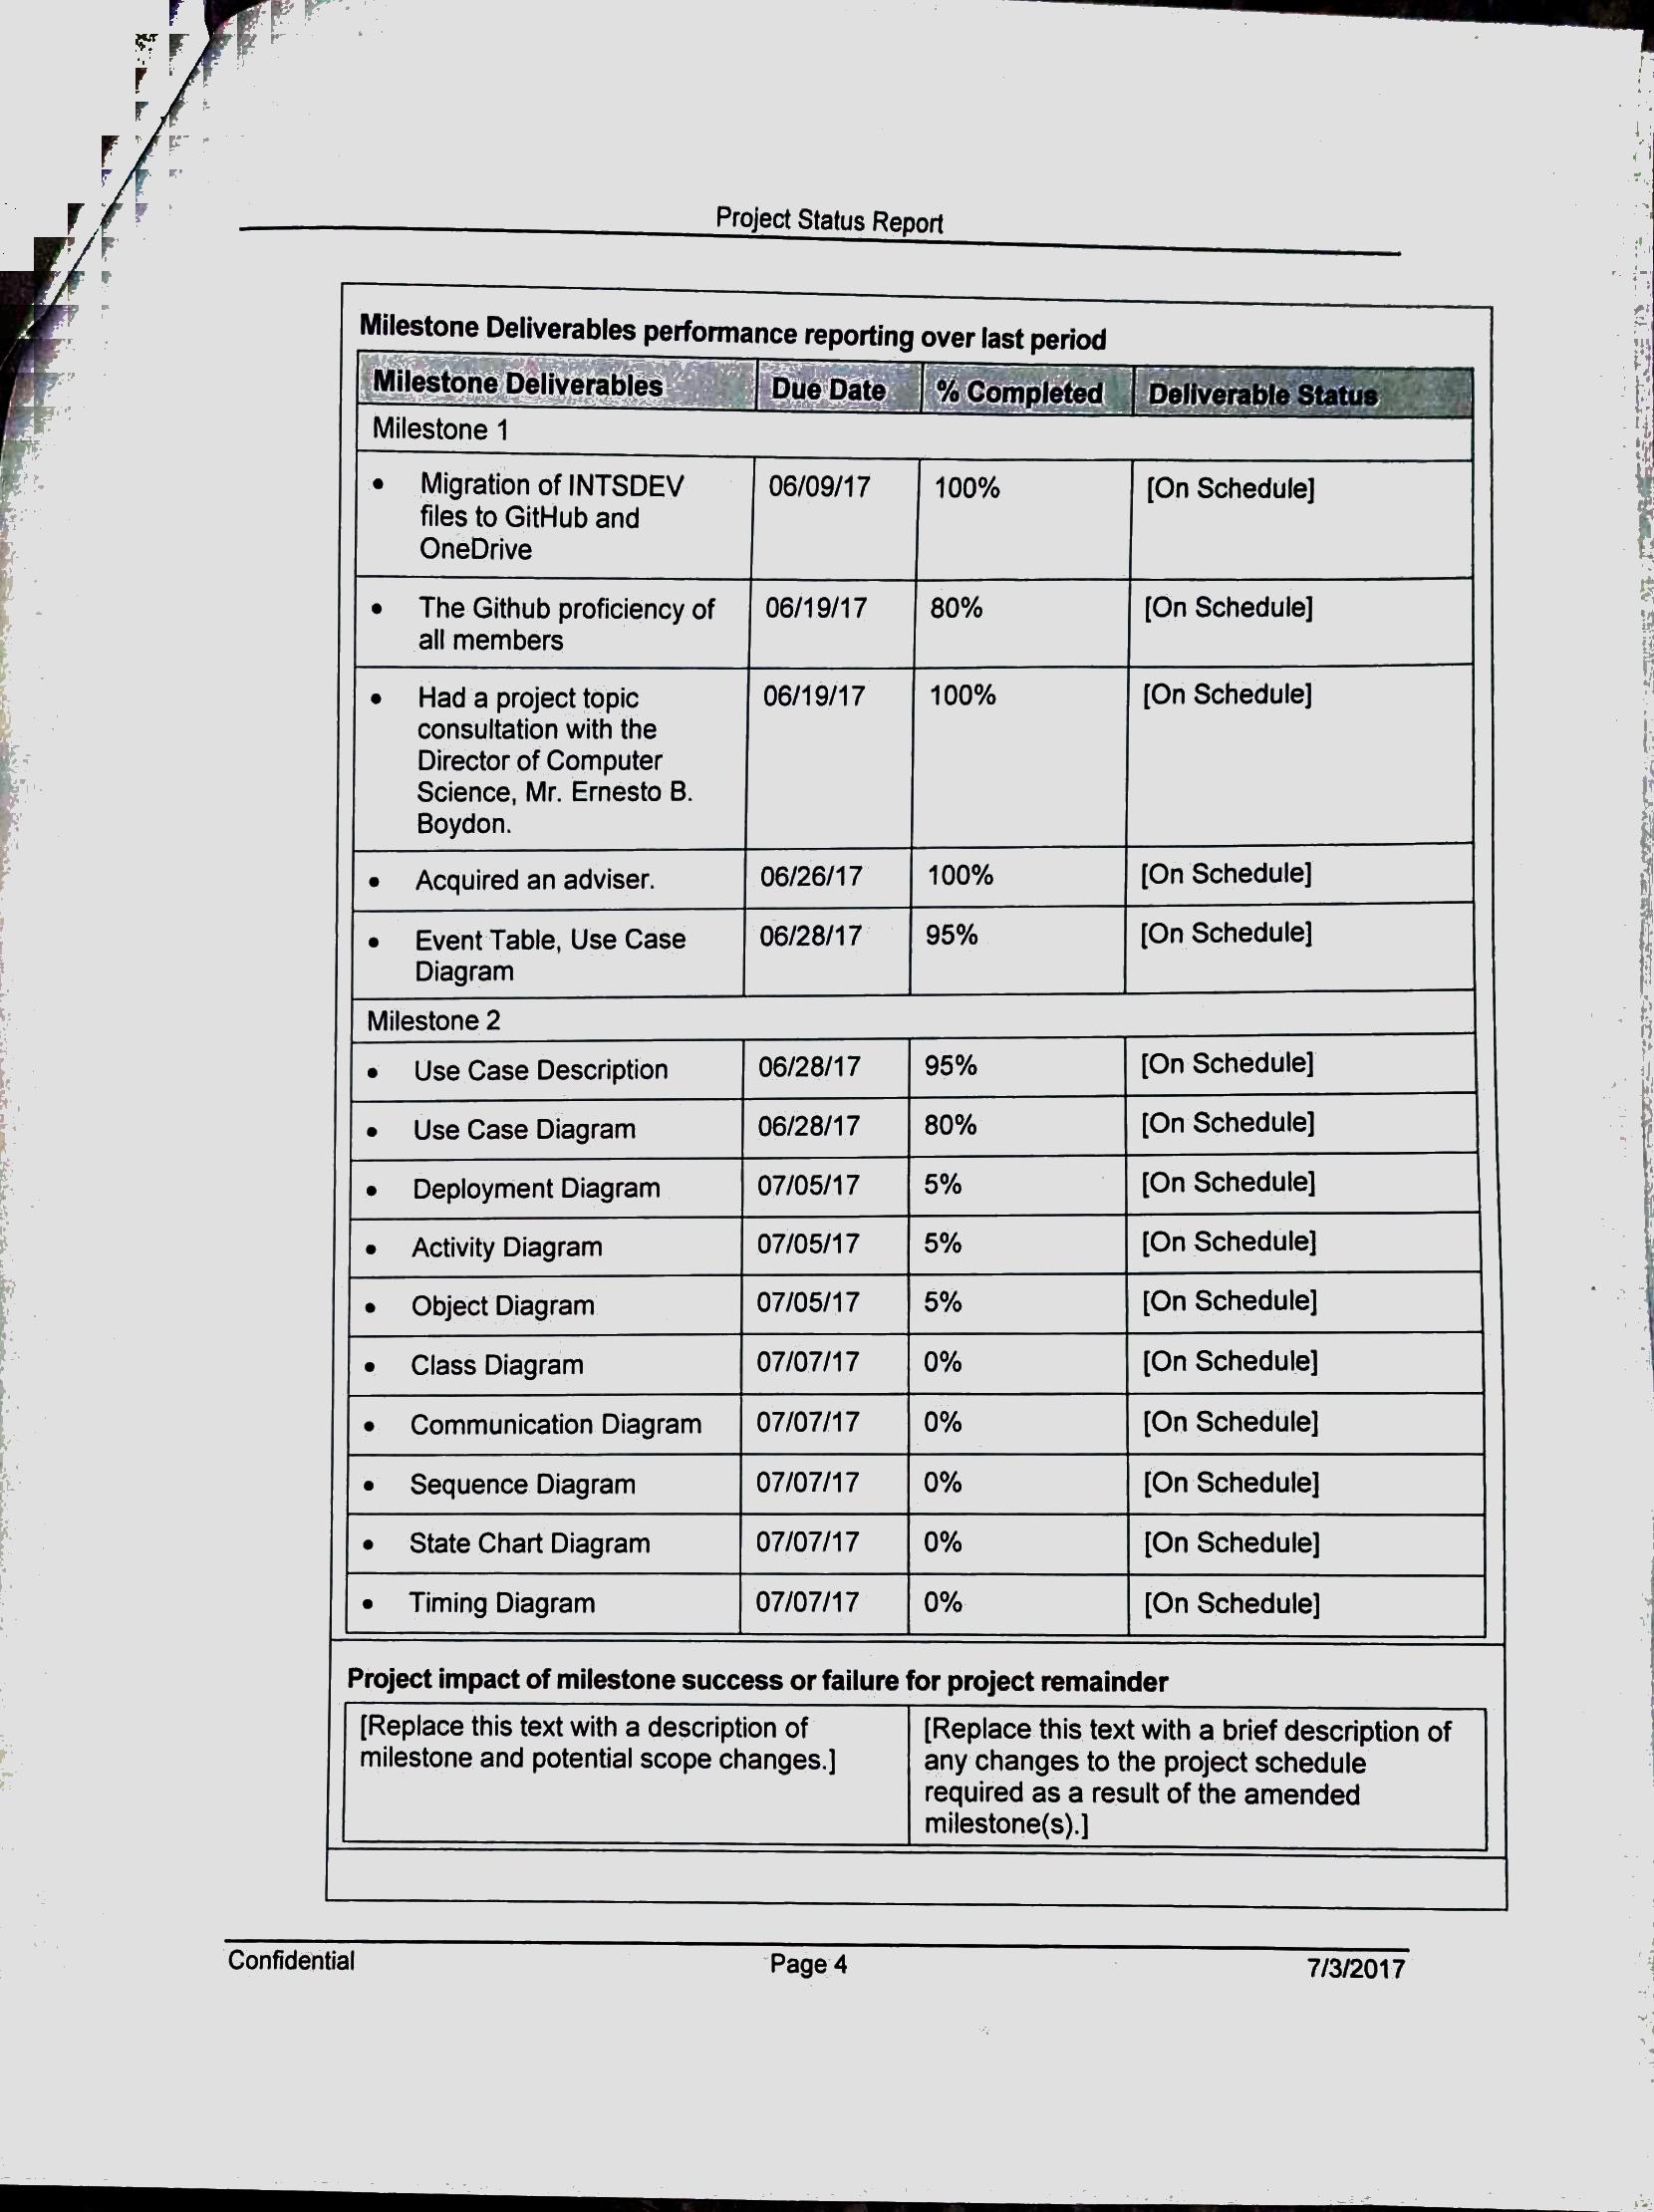 Project Status Report
Milestone Deliverables performance reporting over last period
Milestone Deliverables Due Date % Completed Deliverable Status
Milestone 1
• Migration of INTSDEV 06/09/17 100% [On Schedule]
files to GitHub and
OneDrive
• The Github proficiency of 06/19/17 80% [On Schedule]
all members
• Had a project topic 06/19/17 100% [On Schedule]
consultation with the
Director of Computer
Science, Mr. Ernesto B.
Boydon.
• Acquired an adviser. 06/26/17 100% [On Schedule]
• Event Table, Use Case 06/28/17 95% [On Schedule]
Diagram
Milestone 2
• Use Case Description 06/28/17 95% [On Schedule]
• Use Case Diagram 06/28/17 80% [On Schedule]
• Deployment Diagram 07/05/17 5% [On Schedule]
• Activity Diagram 07/05/17 5% [On Schedule]
• Object Diagram 07/05/17 5% [On Schedule]
• Class Diagram 07/07/17 0% [On Schedule]
• Communication Diagram 07/07/17 0% [On Schedule]
• Sequence Diagram 07/07/17 0% [On Schedule]
• State Chart Diagram 07/07/17 0% [On Schedule]
• Timing Diagram 07/07/17 0% [On Schedule]
Project impact of milestone success or failure for project remainder
[Replace this text with a description of
milestone and potential scope changes.]
[Replace this text with a brief description of
any changes to the project schedule
required as a result of the amended
milestone(s).]
Confidential Page 4 7/3/2017